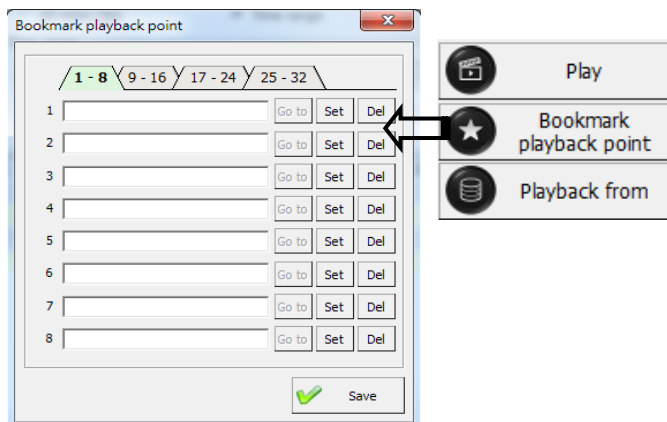 Bookmark playback point
1 - 8 9 - 16 17 - 24 25 - 32
1 Go to Set Del
2 Go to Set Del
3 Go to Set Del
4 Go to Set Del
5 Go to Set Del
6 Go to Set Del
7 Go to Set Del
8 Go to Set Del
Save
Play
Bookmark
playback point
Playback from